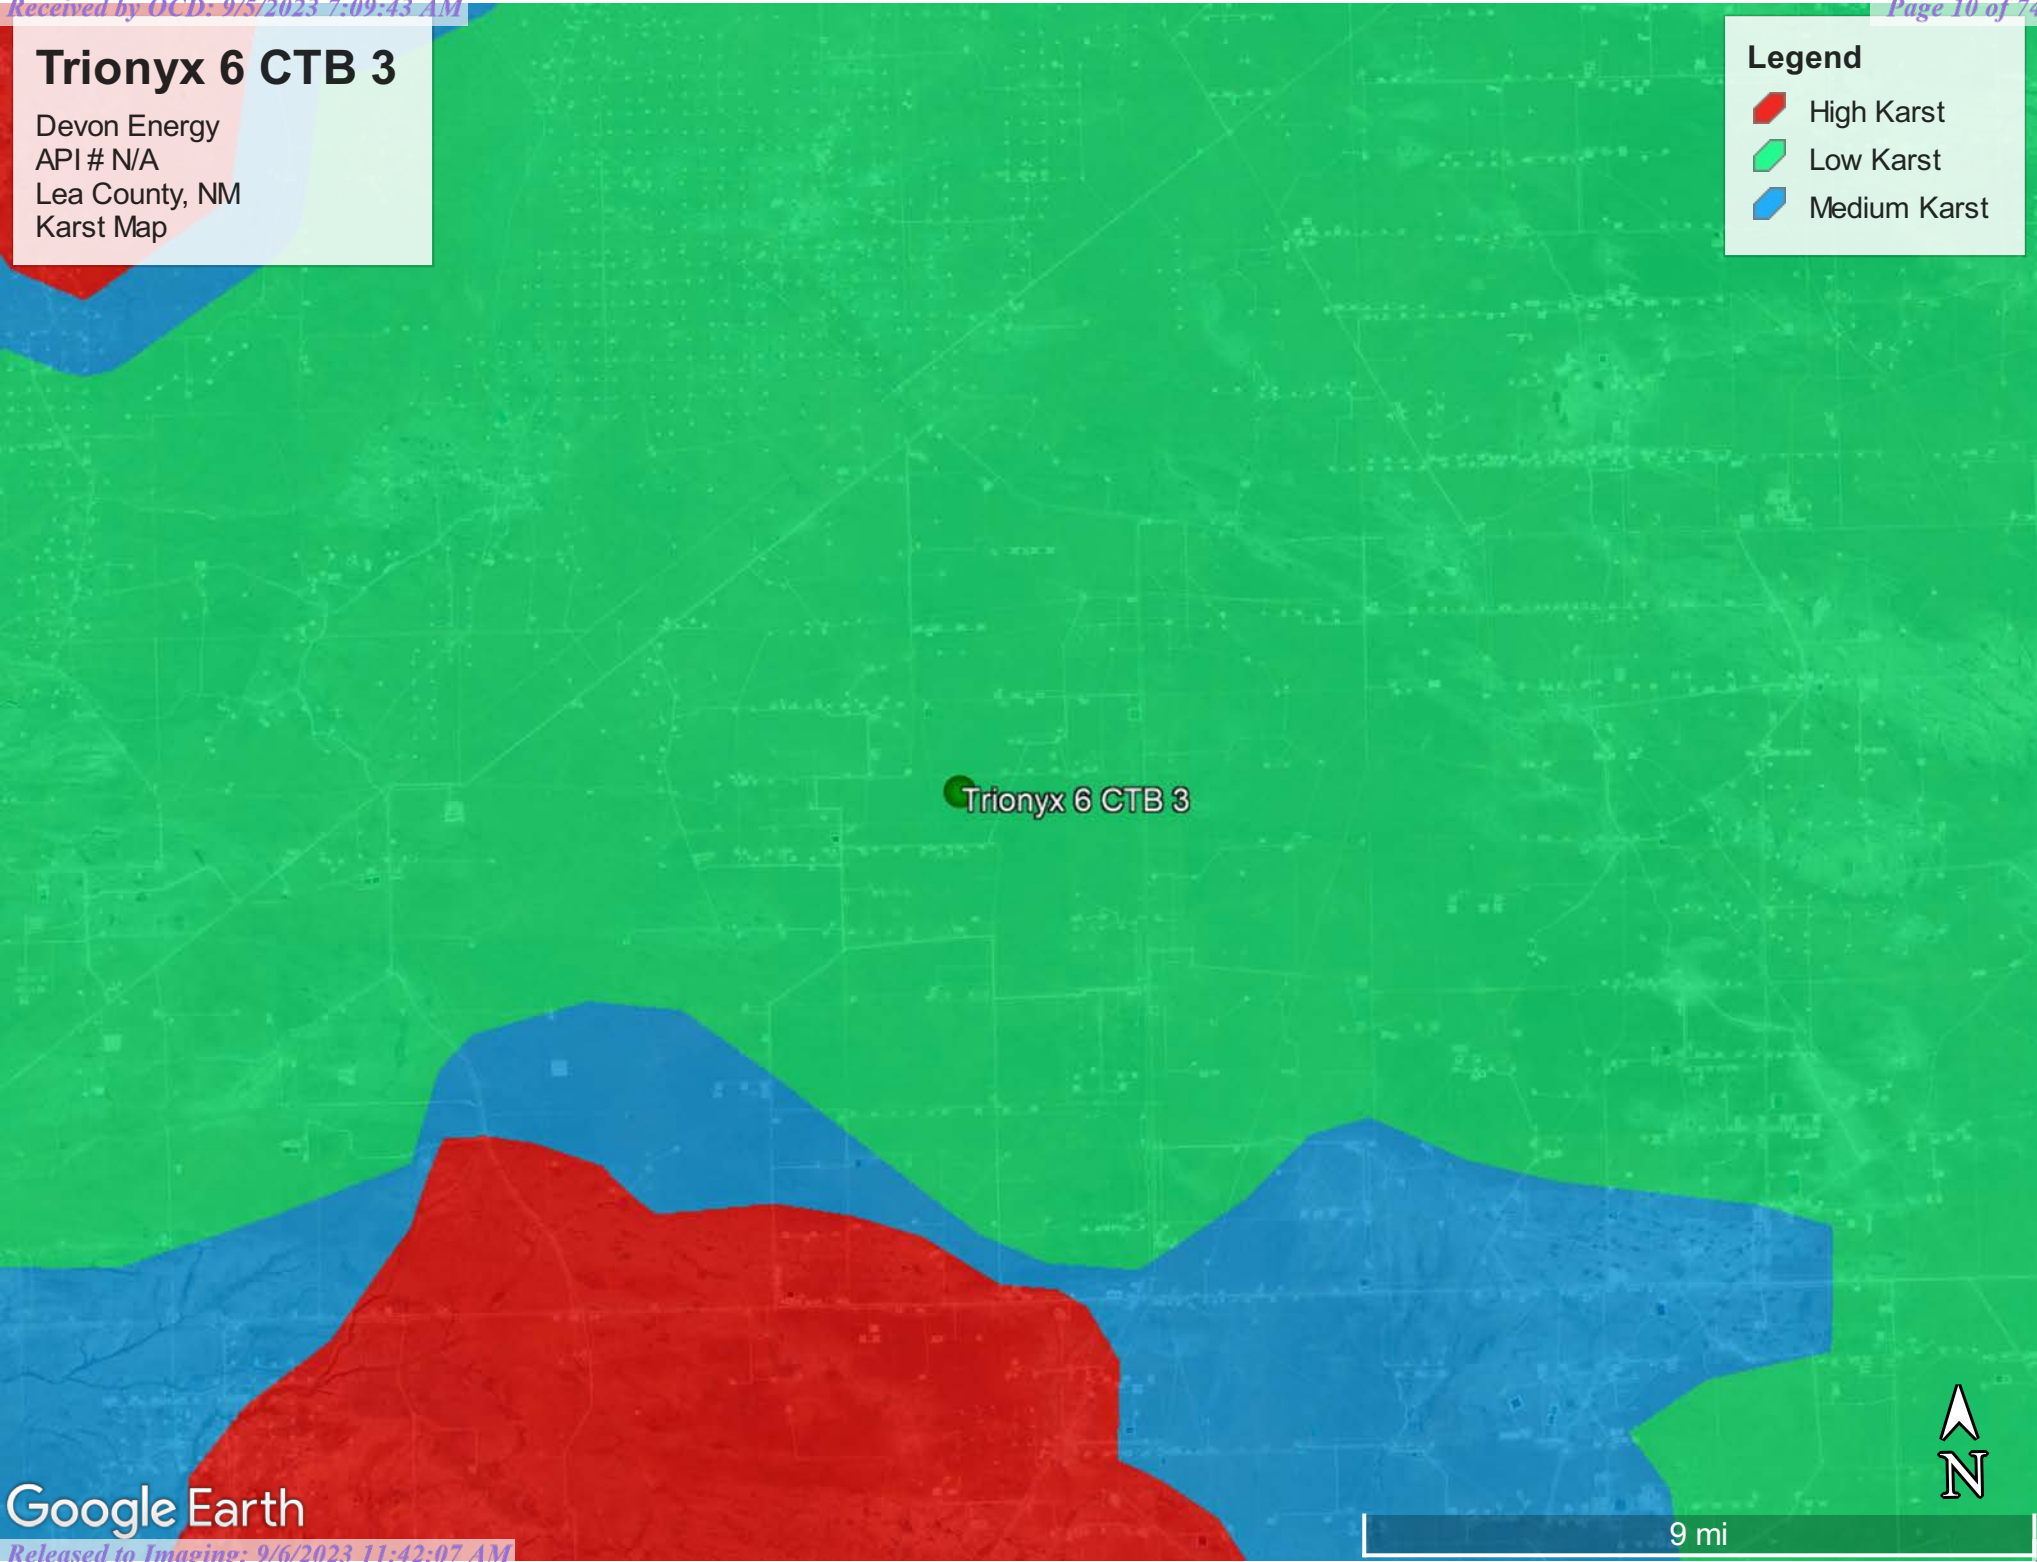 Received by OCD: 9/5/2023 7:09:43 AM
Page 10 of 74
Trionyx 6 CTB 3
Devon Energy
API # N/A
Lea County, NM
Karst Map
Legend
High Karst
Low Karst
Medium Karst
Trionyx 6 CTB 3
N
Google Earth
9 mi
Released to Imaging: 9/6/2023 11:42:07 AM